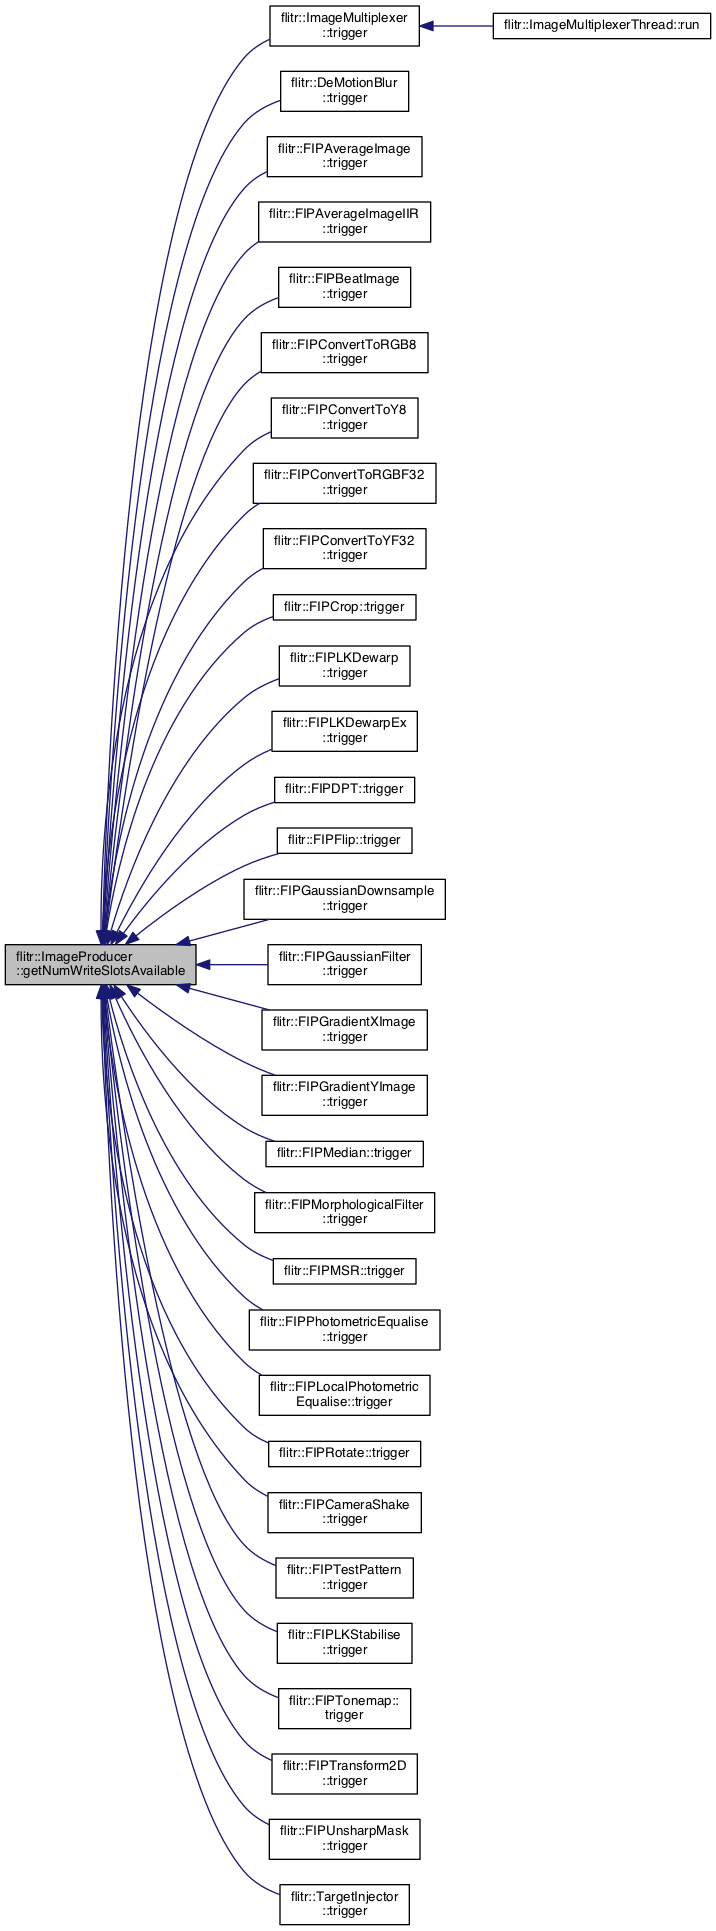 flitr::ImageMultiplexer
::trigger
flitr::ImageMultiplexerThread::run
flitr::DeMotionBlur
::trigger
flitr::FIPAverageImage
::trigger
flitr::FIPAverageImageIIR
::trigger
flitr::FIPBeatImage
::trigger
flitr::FIPConvertToRGB8
::trigger
flitr::FIPConvertToY8
::trigger
flitr::FIPConvertToRGBF32
::trigger
flitr::FIPConvertToYF32
::trigger
flitr::FIPCrop::trigger
flitr::FIPLKDewarp
::trigger
flitr::FIPLKDewarpEx
::trigger
flitr::FIPDPT::trigger
flitr::FIPFlip::trigger
flitr::FIPGaussianDownsample
::trigger
flitr::ImageProducer
::getNumWriteSlotsAvailable
flitr::FIPGaussianFilter
::trigger
flitr::FIPGradientXImage
::trigger
flitr::FIPGradientYImage
::trigger
flitr::FIPMedian::trigger
flitr::FIPMorphologicalFilter
::trigger
flitr::FIPMSR::trigger
flitr::FIPPhotometricEqualise
::trigger
flitr::FIPLocalPhotometric
Equalise::trigger
flitr::FIPRotate::trigger
flitr::FIPCameraShake
::trigger
flitr::FIPTestPattern
::trigger
flitr::FIPLKStabilise
::trigger
flitr::FIPTonemap::
trigger
flitr::FIPTransform2D
::trigger
flitr::FIPUnsharpMask
::trigger
flitr::TargetInjector
::trigger